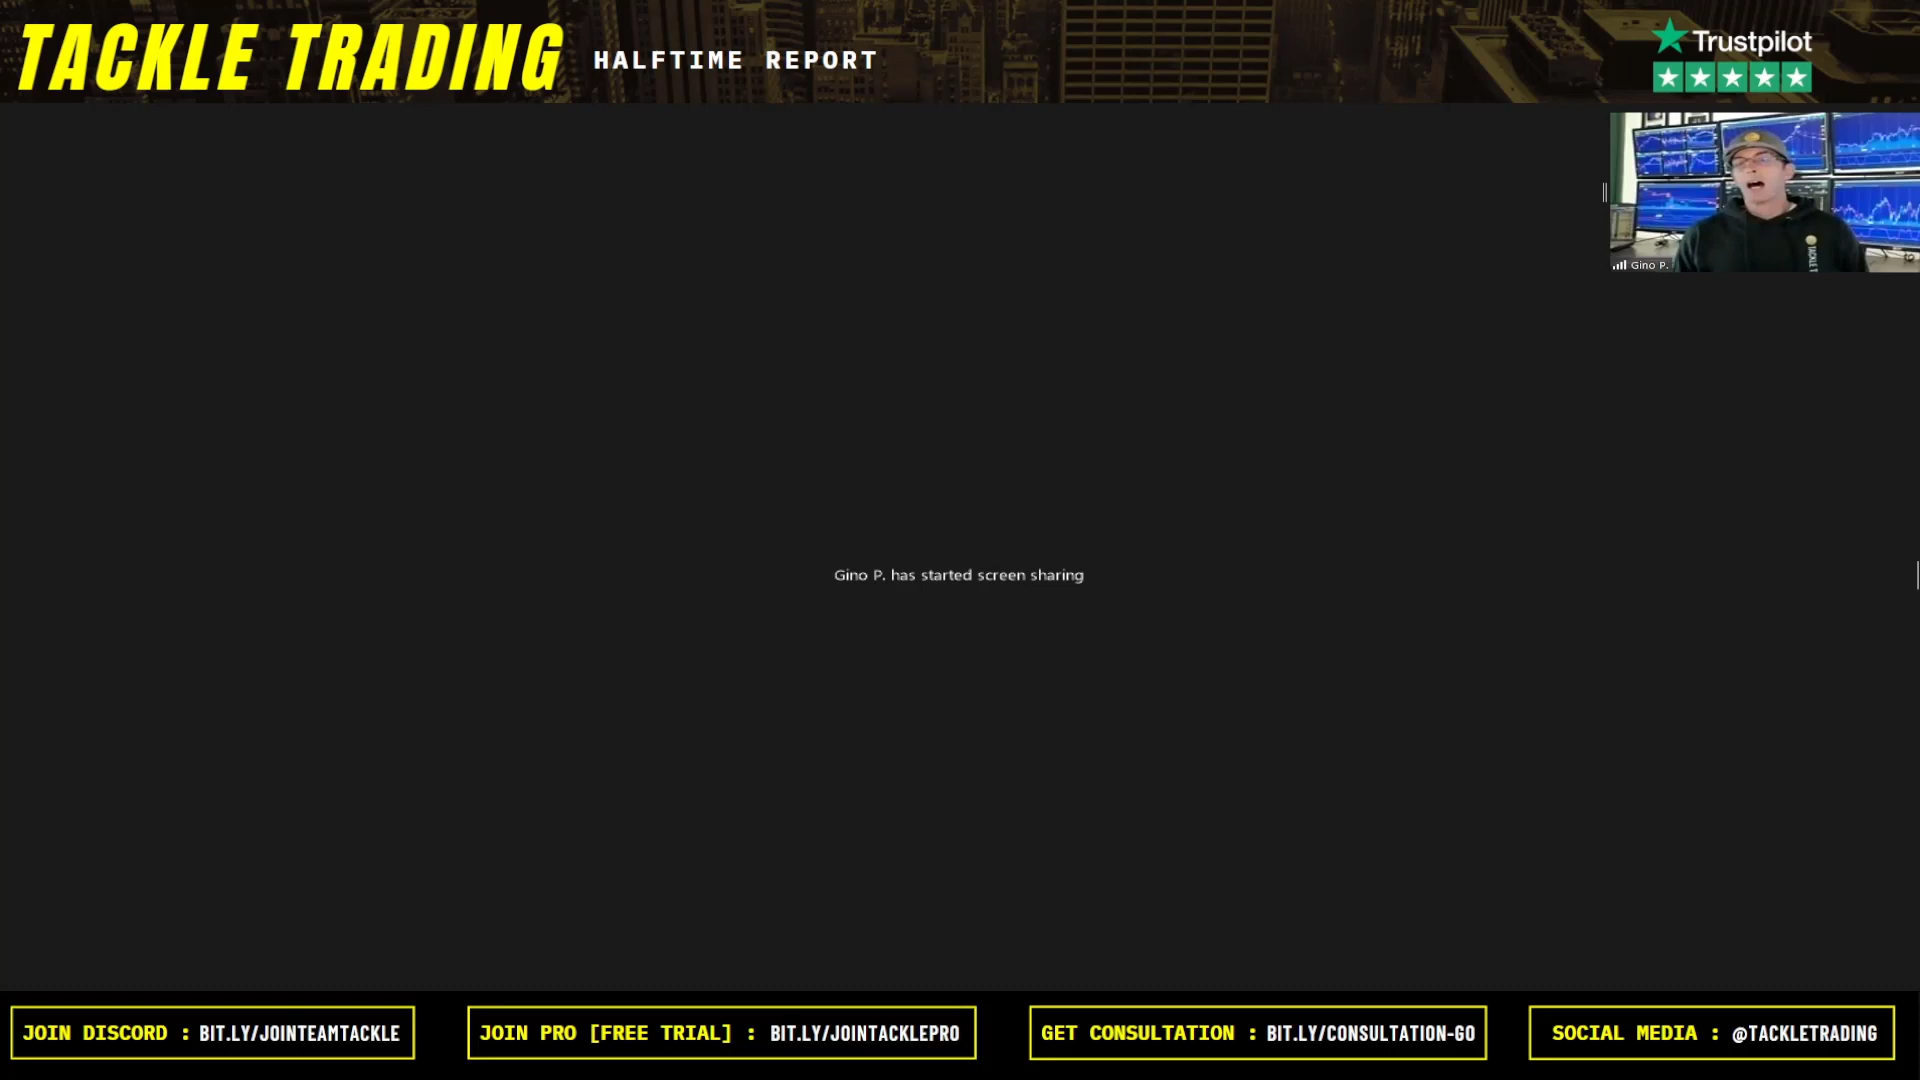 TACKLE TRADING
HALFTIME REPORT
Trustpilot
Gino P.
Gino P. has started screen sharing
JOIN DISCORD : BIT.LY/JOINTEAMTACKLE
JOIN PRO [FREE TRIAL] : BIT.LY/JOINTACKLEPRO
GET CONSULTATION : BIT.LY/CONSULTATION-GO
SOCIAL MEDIA : @TACKLETRADING